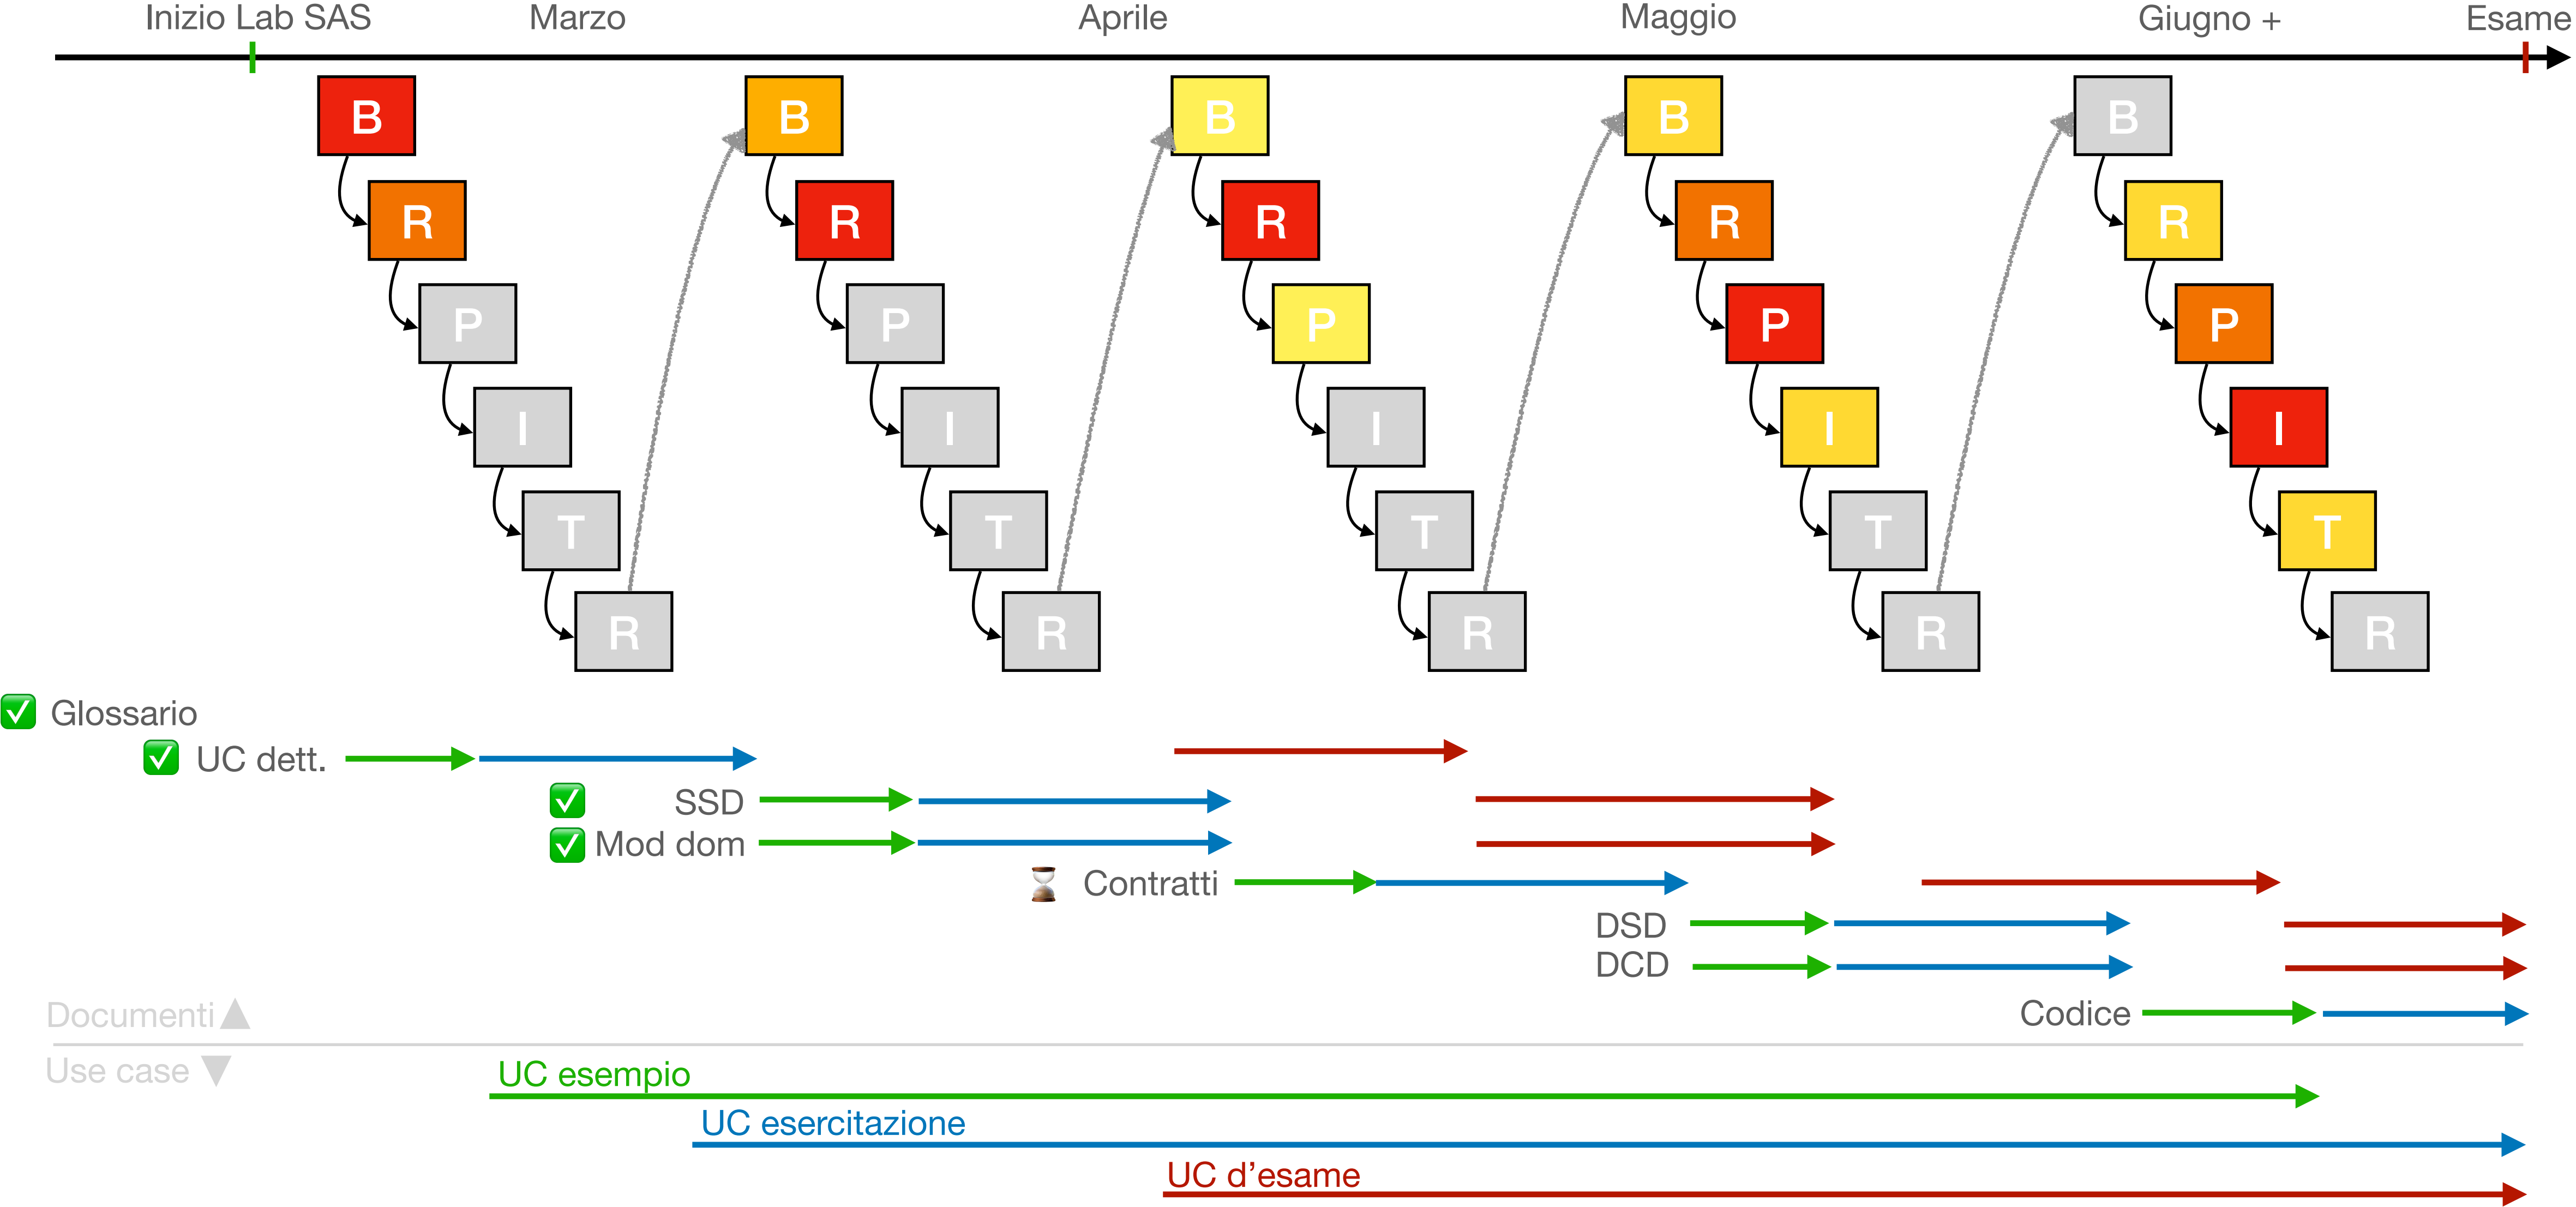 Inizio Lab SAS Marzo Aprile Maggio Giugno + Esame
B B B B B
R R R R R
P P P P P
I I I I I
T T T T T
R R R R R
Glossario
UC dett.
SSD
Mod dom
Contratti
DSD
DCD
Documenti
Codice
Use case
UC esempio
UC esercitazione
UC d’esame